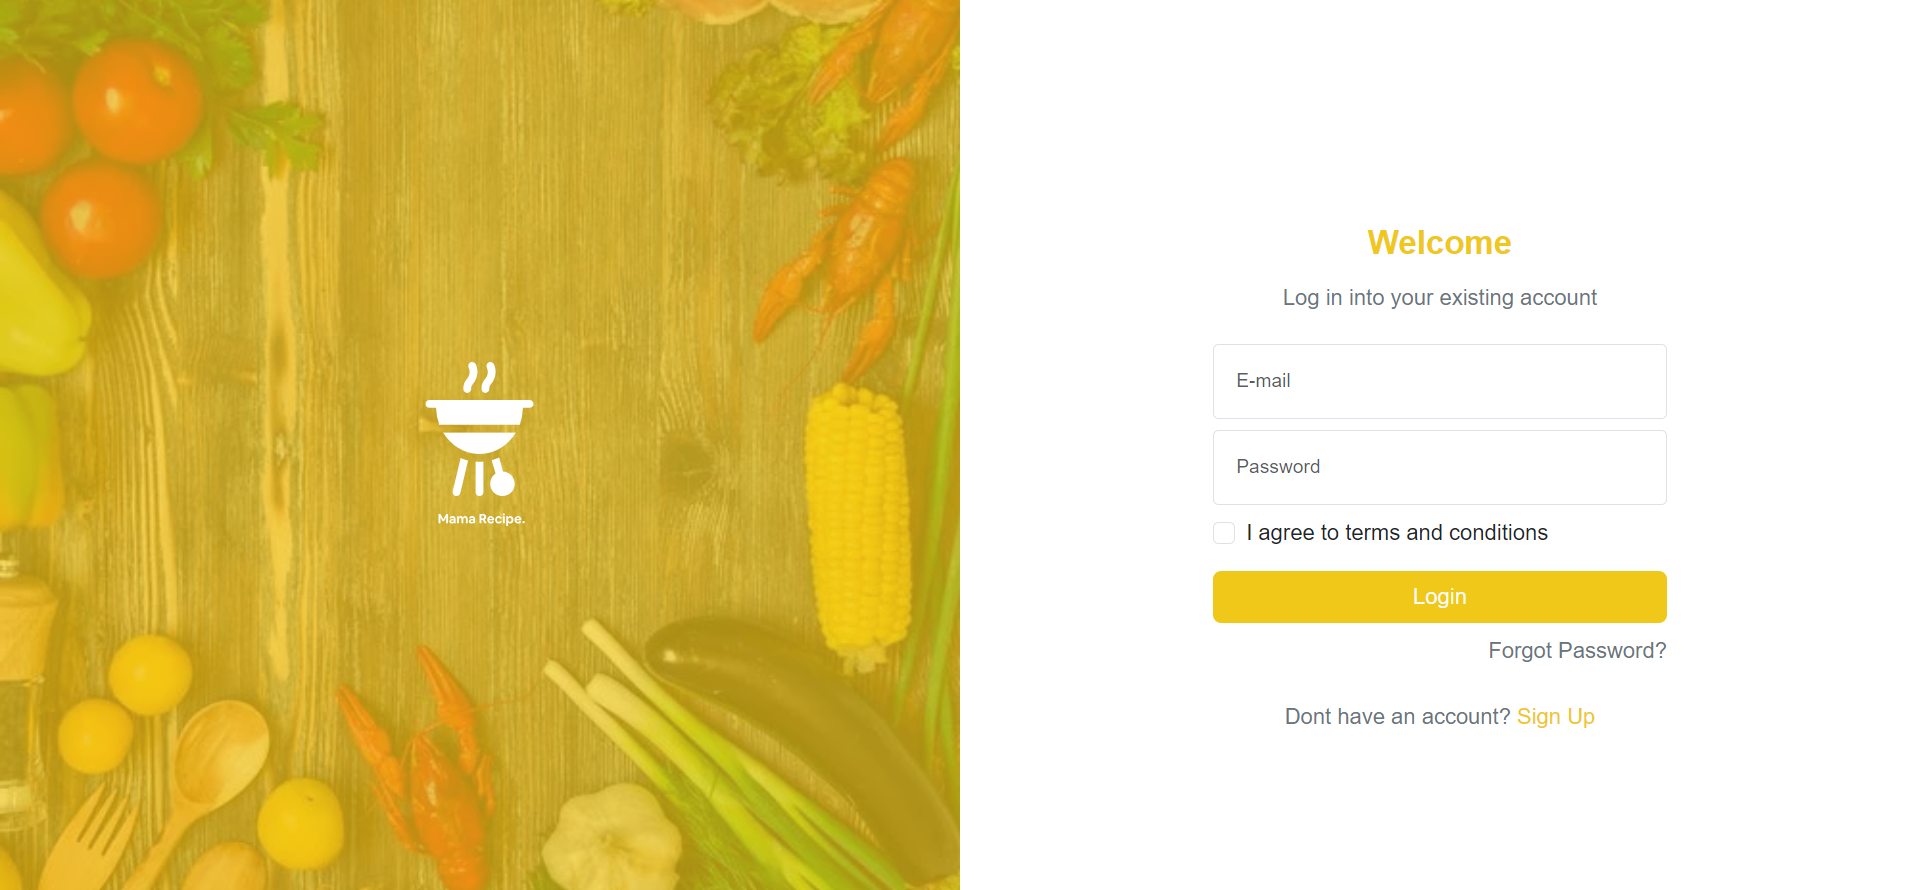 Mama Recipe.
Welcome
Log in into your existing account
E-mail
Password
I agree to terms and conditions
Login
Forgot Password?
Dont have an account? Sign Up